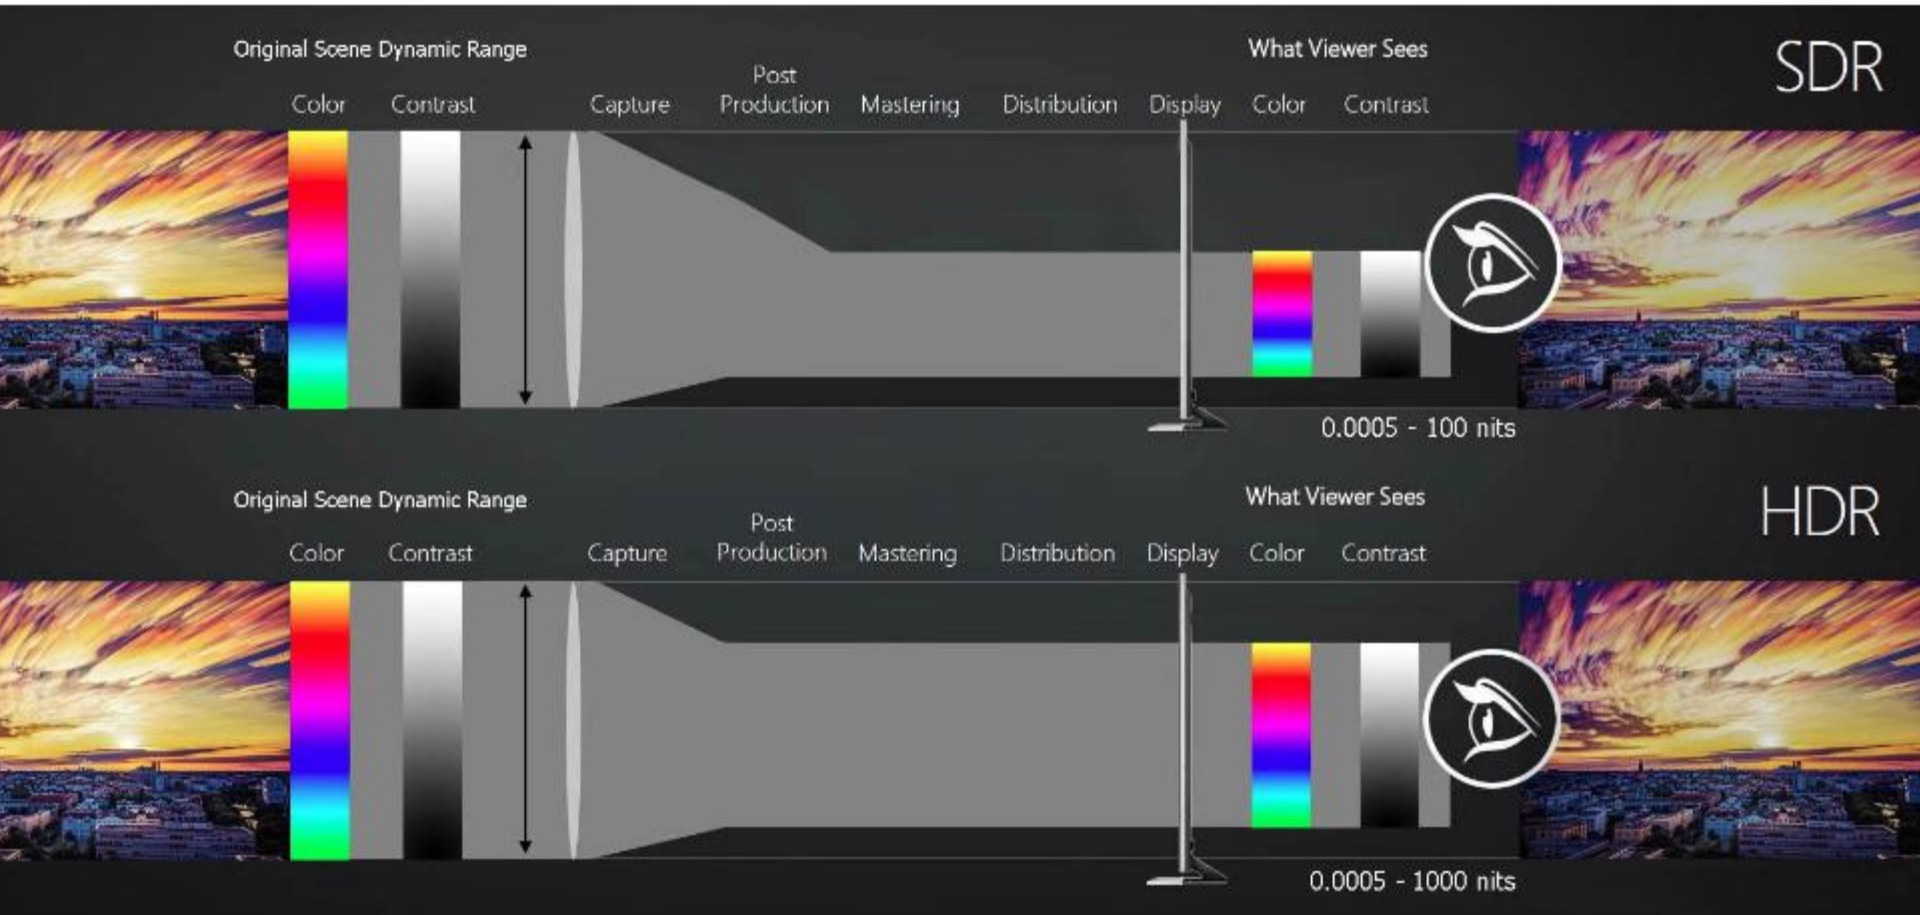 Original Scene Dynamic Range
What Viewer Sees
SDR
Color
Contrast
Capture
Post
Production
Mastering
Distribution
Display
Color
Contrast
0.0005 - 100 nits
Original Scene Dynamic Range
What Viewer Sees
HDR
Color
Contrast
Capture
Post
Production
Mastering
Distribution
Display
Color
Contrast
0.0005 - 1000 nits